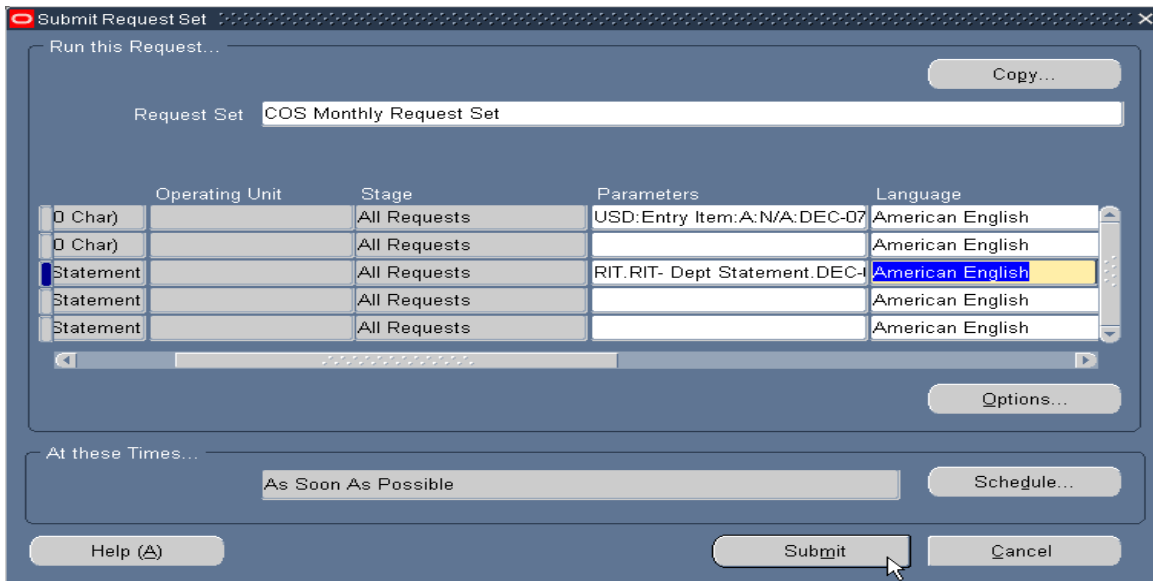 Submit Request Set
Run this Request...
Copy...
Request Set COS Monthly Request Set
Operating Unit Stage Parameters Language
0 Char) All Requests USD:Entry Item:A:N/A:DEC-07 American English
0 Char) All Requests American English
Statement All Requests RIT.RIT- Dept Statement.DEC- American English
Statement All Requests American English
Statement All Requests American English
Options...
At these Times...
As Soon As Possible Schedule...
Help (A) Submit Cancel